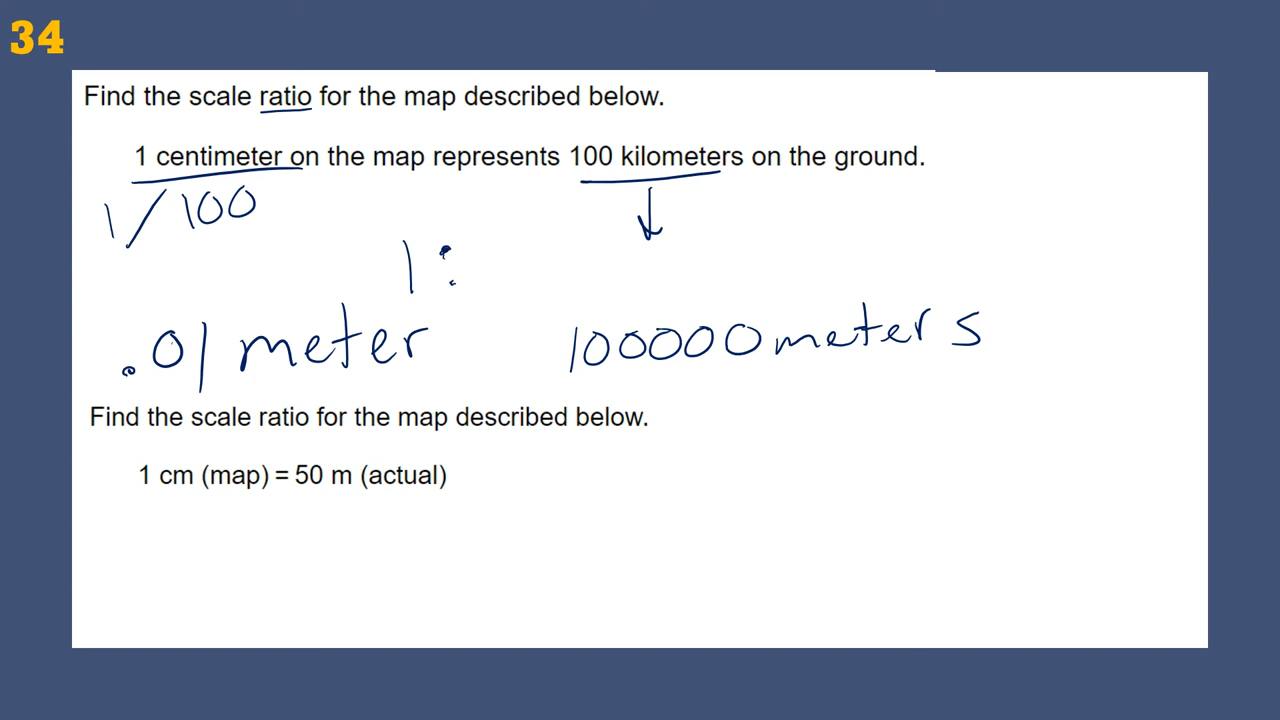 34
Find the scale ratio for the map described below.
1 centimeter on the map represents 100 kilometers on the ground.
1/100
1 :
.01 meter 100000 meters
Find the scale ratio for the map described below.
1 cm (map) = 50 m (actual)